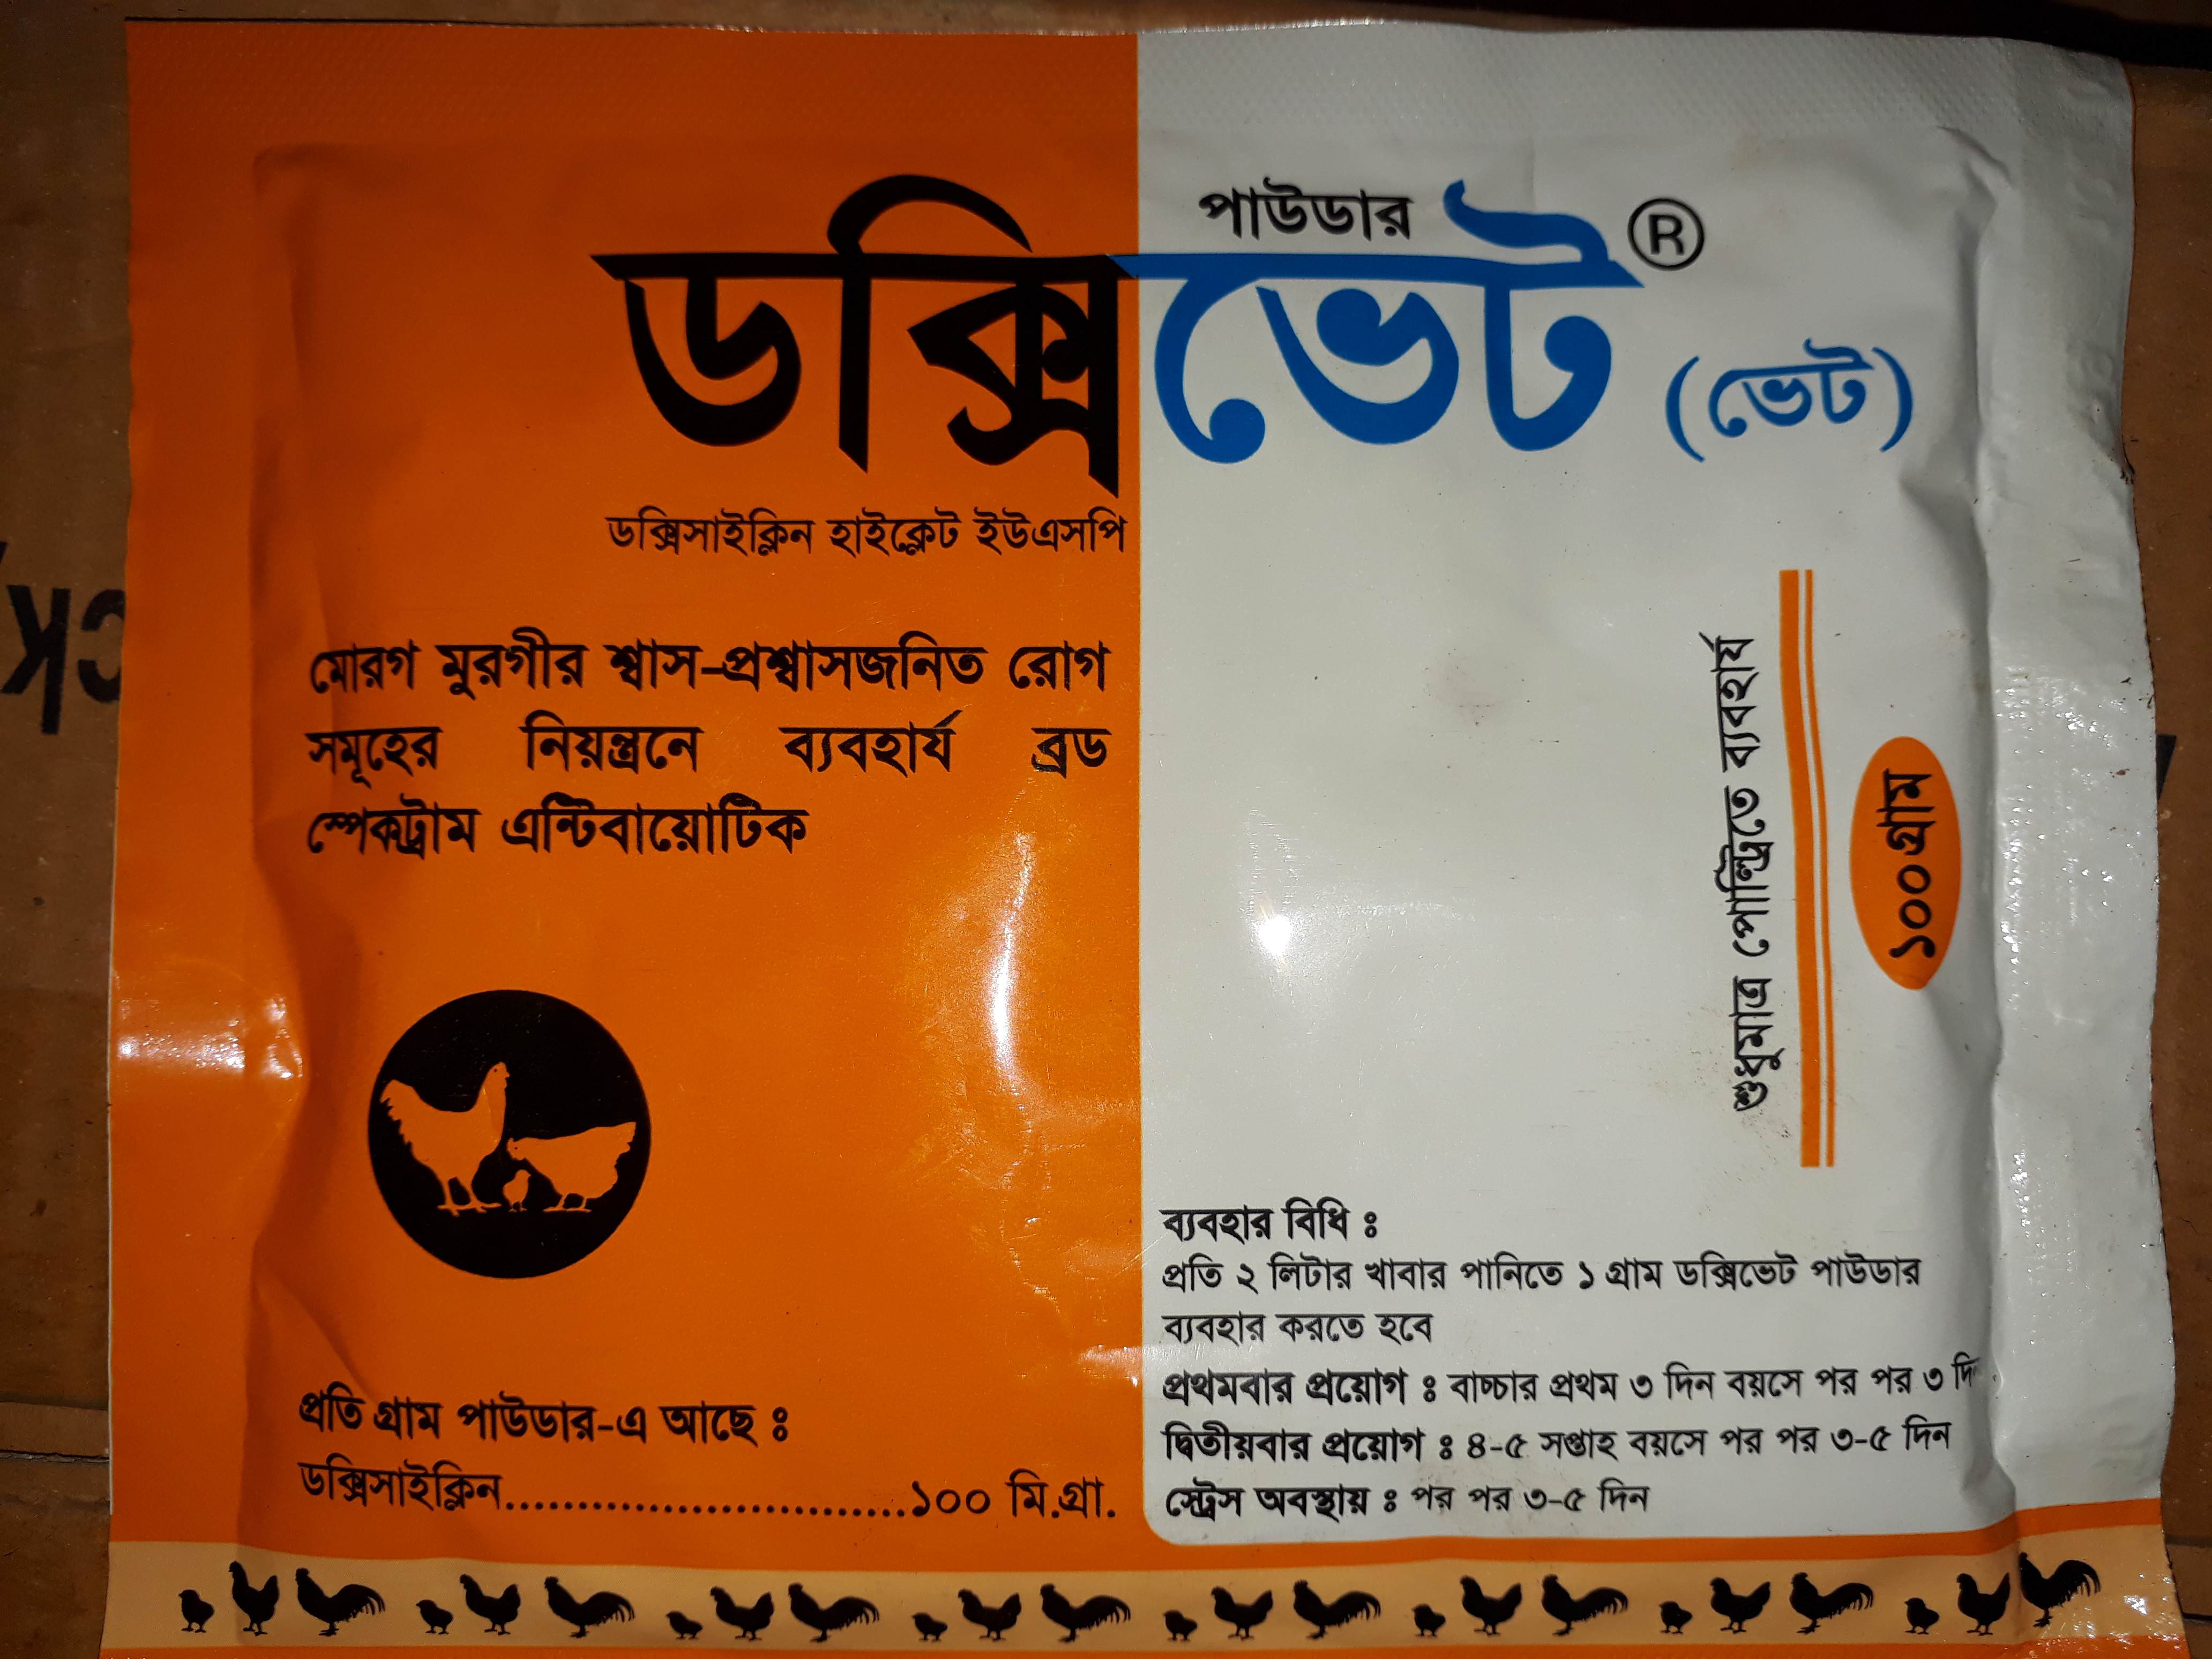 পাউডার
ডক্সিভেট ®
(ভেট)
ডক্সিসাইক্লিন হাইক্লেট ইউএসপি
মোরগ মুরগীর শ্বাস-প্রশ্বাসজনিত রোগ
সমূহের নিয়ন্ত্রনে ব্যবহার্য ব্রড
স্পেকট্রাম এন্টিবায়োটিক
প্রতি গ্রাম পাউডার-এ আছে ঃ
ডক্সিসাইক্লিন............................১০০ মি.গ্রা.
শুধুমাত্র পোল্ট্রিতে ব্যবহার্য
১০০গ্রাম
ব্যবহার বিধি ঃ
প্রতি ২ লিটার খাবার পানিতে ১ গ্রাম ডক্সিভেট পাউডার
ব্যবহার করতে হবে
প্রথমবার প্রয়োগ ঃ বাচ্চার প্রথম ৩ দিন বয়সে পর পর ৩
দ্বিতীয়বার প্রয়োগ ঃ ৪-৫ সপ্তাহ বয়সে পর পর ৩-৫ দিন
স্ট্রেস অবস্থায় ঃ পর পর ৩-৫ দিন